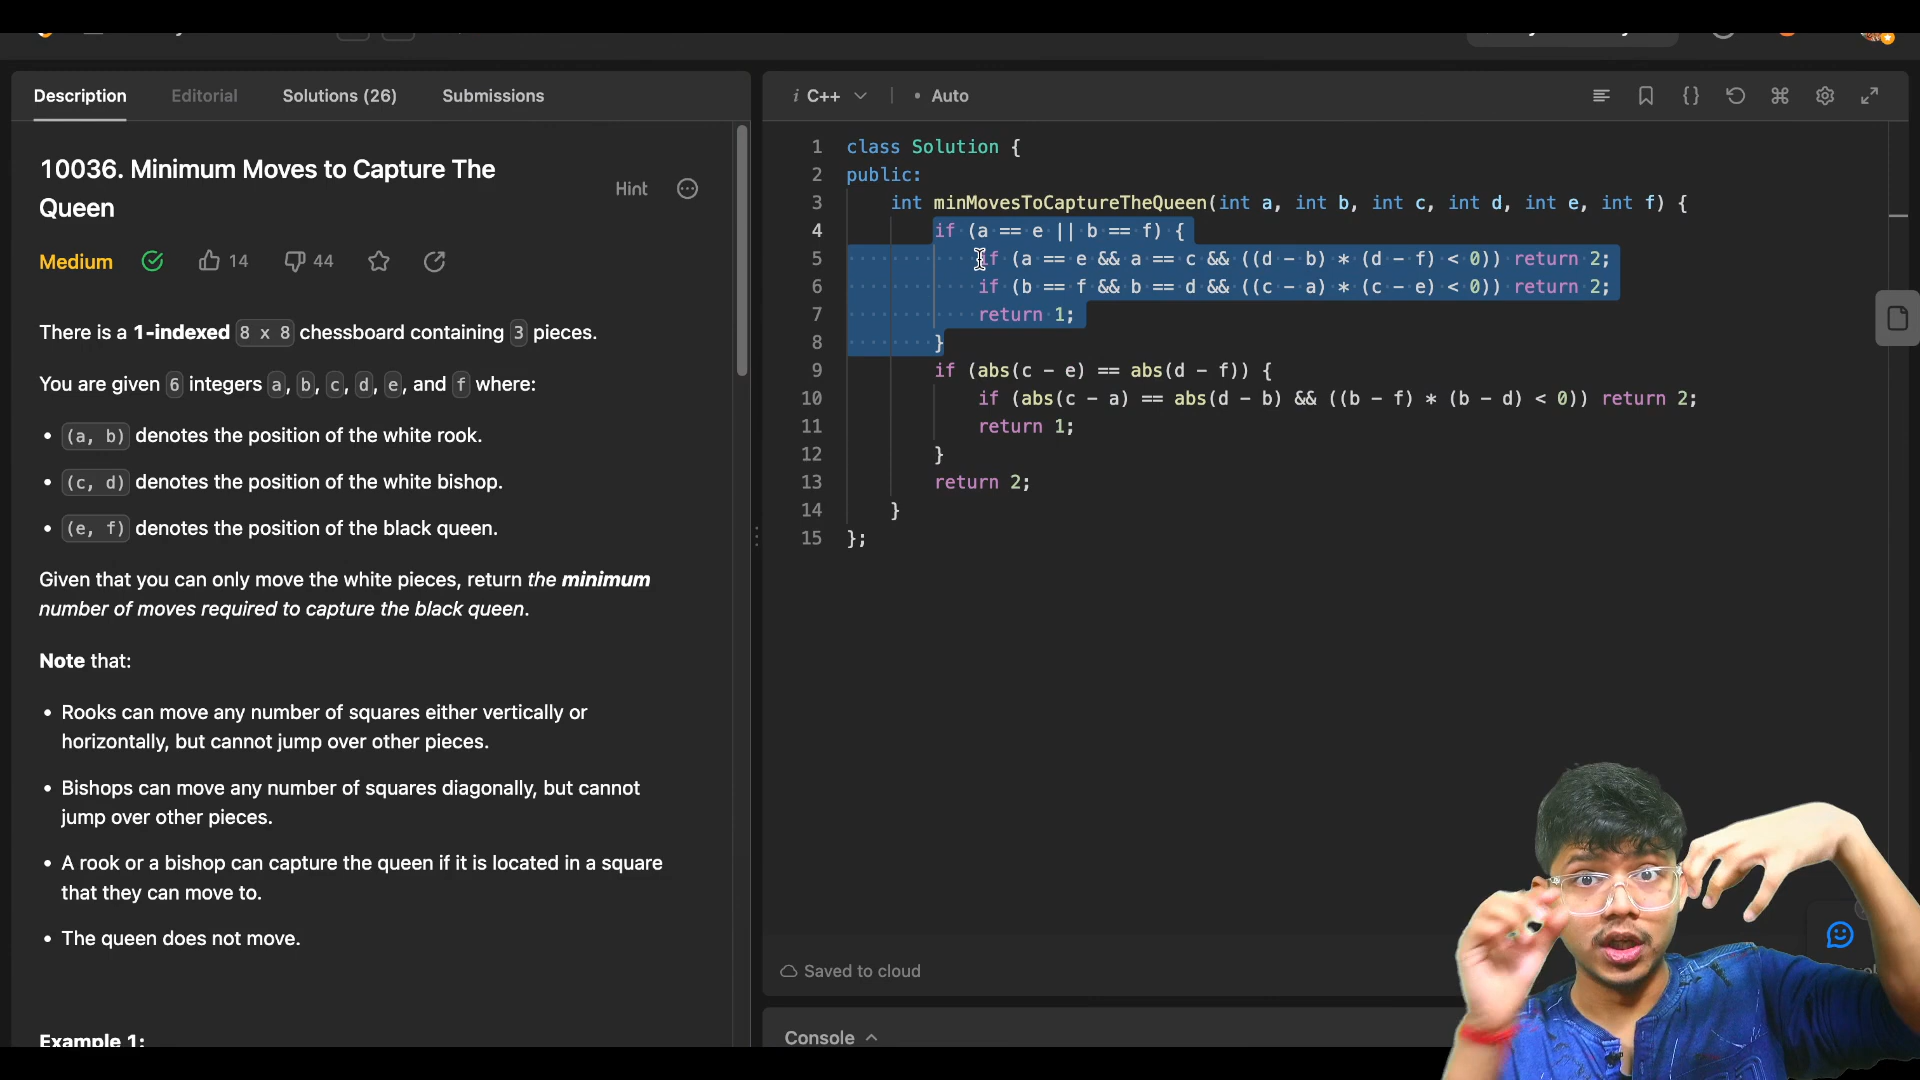 Description Editorial Solutions (26) Submissions
10036. Minimum Moves to Capture The
Queen
Hint
Medium 14 44
There is a 1-indexed 8 x 8 chessboard containing 3 pieces.
You are given 6 integers a, b, c, d, e, and f where:
• (a, b) denotes the position of the white rook.
• (c, d) denotes the position of the white bishop.
• (e, f) denotes the position of the black queen.
Given that you can only move the white pieces, return the minimum
number of moves required to capture the black queen.
Note that:
• Rooks can move any number of squares either vertically or
horizontally, but cannot jump over other pieces.
• Bishops can move any number of squares diagonally, but cannot
jump over other pieces.
• A rook or a bishop can capture the queen if it is located in a square
that they can move to.
• The queen does not move.
Example 1:
i C++ • Auto
1 class Solution {
2 public:
3 int minMovesToCaptureTheQueen(int a, int b, int c, int d, int e, int f) {
4 if (a == e || b == f) {
5 if (a == e && a == c && ((d - b) * (d - f) < 0)) return 2;
6 if (b == f && b == d && ((c - a) * (c - e) < 0)) return 2;
7 return 1;
8 }
9 if (abs(c - e) == abs(d - f)) {
10 if (abs(c - a) == abs(d - b) && ((b - f) * (b - d) < 0)) return 2;
11 return 1;
12 }
13 return 2;
14 }
15 };
Saved to cloud
Console